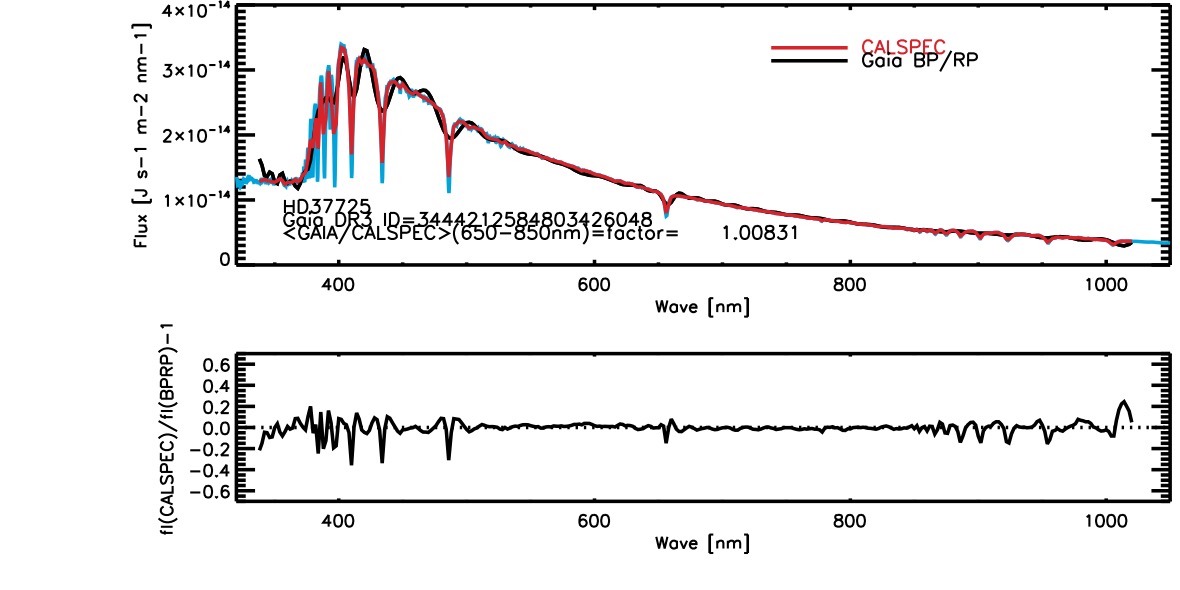 4×10⁻¹⁴
3×10⁻¹⁴
2×10⁻¹⁴
1×10⁻¹⁴
0
Flux [J s−1 m−2 nm−1]
CALSPEC
Gaia BP/RP
HD37725
Gaia DR3 ID=3444212584803426048
<GAIA/CALSPEC>(650−850nm)=factor= 1.00831
400 600 800 1000
Wave [nm]
fl(CALSPEC)/fl(BPRP)−1
0.6
0.4
0.2
0.0
−0.2
−0.4
−0.6
400 600 800 1000
Wave [nm]